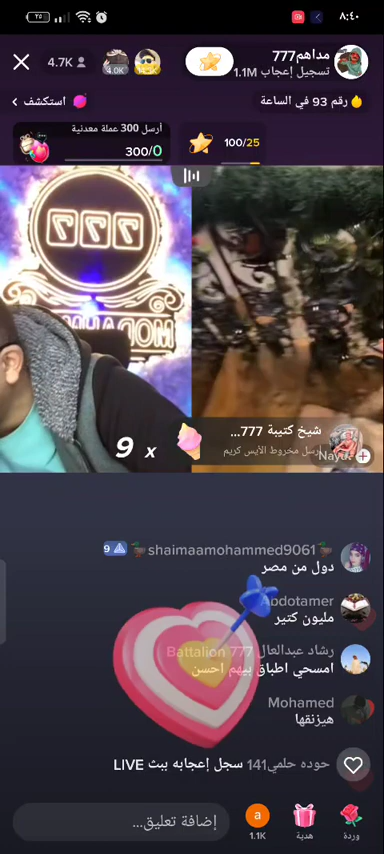 ٨:٤٠
٢٥
مداهم777
تسجيل إعجاب 1.1M
4.7K
4.0K
رقم 93 في الساعة
استكشف
أرسل 300 عملة معدنية
300/0
100/25
777
شيخ كتيبة 777...
أرسل مخروط الآيس كريم
9 x
shaimaamohammed9061
9
دول من مصر
abdotamer
مليون كتير
رشاد عبدالعال Battalion 777
امسحي اطباق بيهم احسن
Mohamed
هيزنقها
حوده حلمي141 سجل إعجابه ببث LIVE
إضافة تعليق...
a
1.1K
هدية
وردة